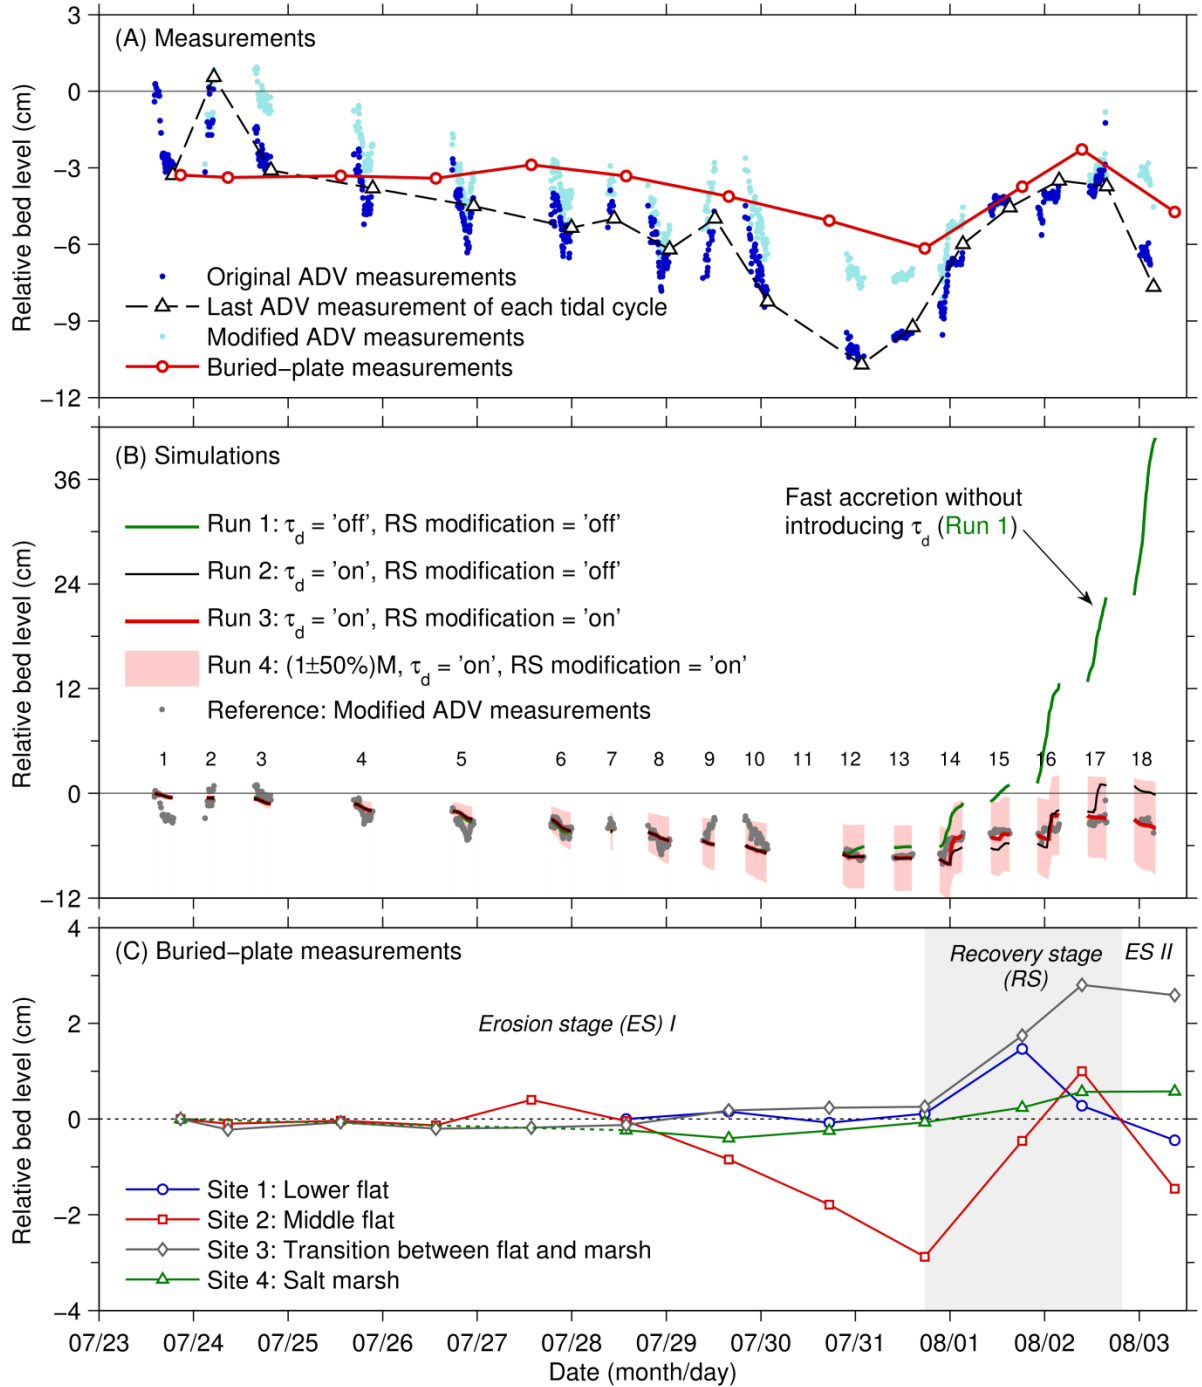 (A) Measurements
Relative bed level (cm)
3
0
−3
−6
−9
−12
Original ADV measurements
Last ADV measurement of each tidal cycle
Modified ADV measurements
Buried−plate measurements
(B) Simulations
Relative bed level (cm)
36
24
12
0
−12
Run 1: τd = 'off', RS modification = 'off'
Run 2: τd = 'on', RS modification = 'off'
Run 3: τd = 'on', RS modification = 'on'
Run 4: (1±50%)M, τd = 'on', RS modification = 'on'
Reference: Modified ADV measurements
Fast accretion without
introducing τd (Run 1)
1 2 3 4 5 6 7 8 9 10 11 12 13 14 15 16 17 18
(C) Buried−plate measurements
Relative bed level (cm)
4
2
0
−2
−4
Erosion stage (ES) I
Recovery stage
(RS)
ES II
Site 1: Lower flat
Site 2: Middle flat
Site 3: Transition between flat and marsh
Site 4: Salt marsh
07/23 07/24 07/25 07/26 07/27 07/28 07/29 07/30 07/31 08/01 08/02 08/03
Date (month/day)